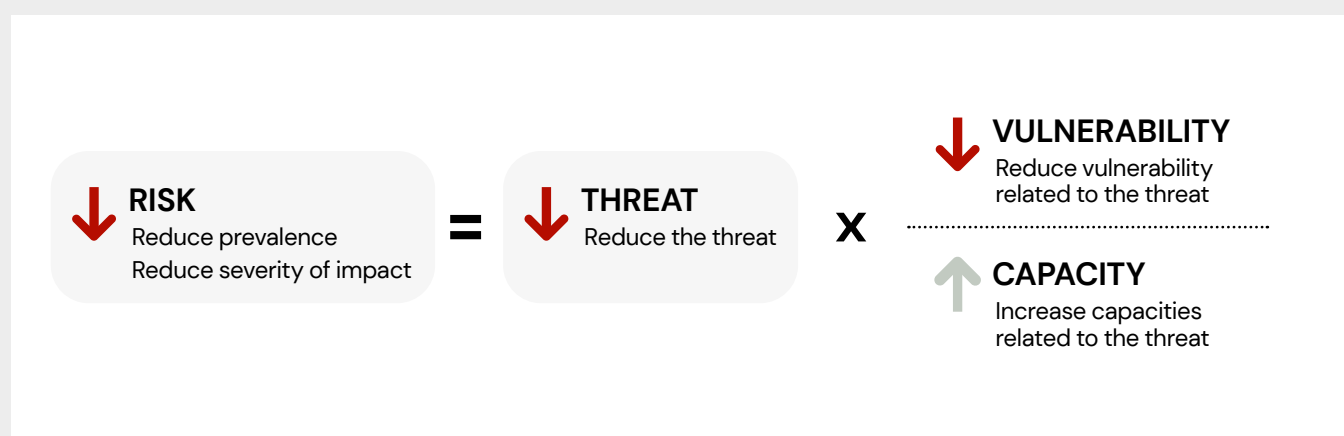 RISK
Reduce prevalence
Reduce severity of impact
=
THREAT
Reduce the threat
x
VULNERABILITY
Reduce vulnerability
related to the threat
CAPACITY
Increase capacities
related to the threat